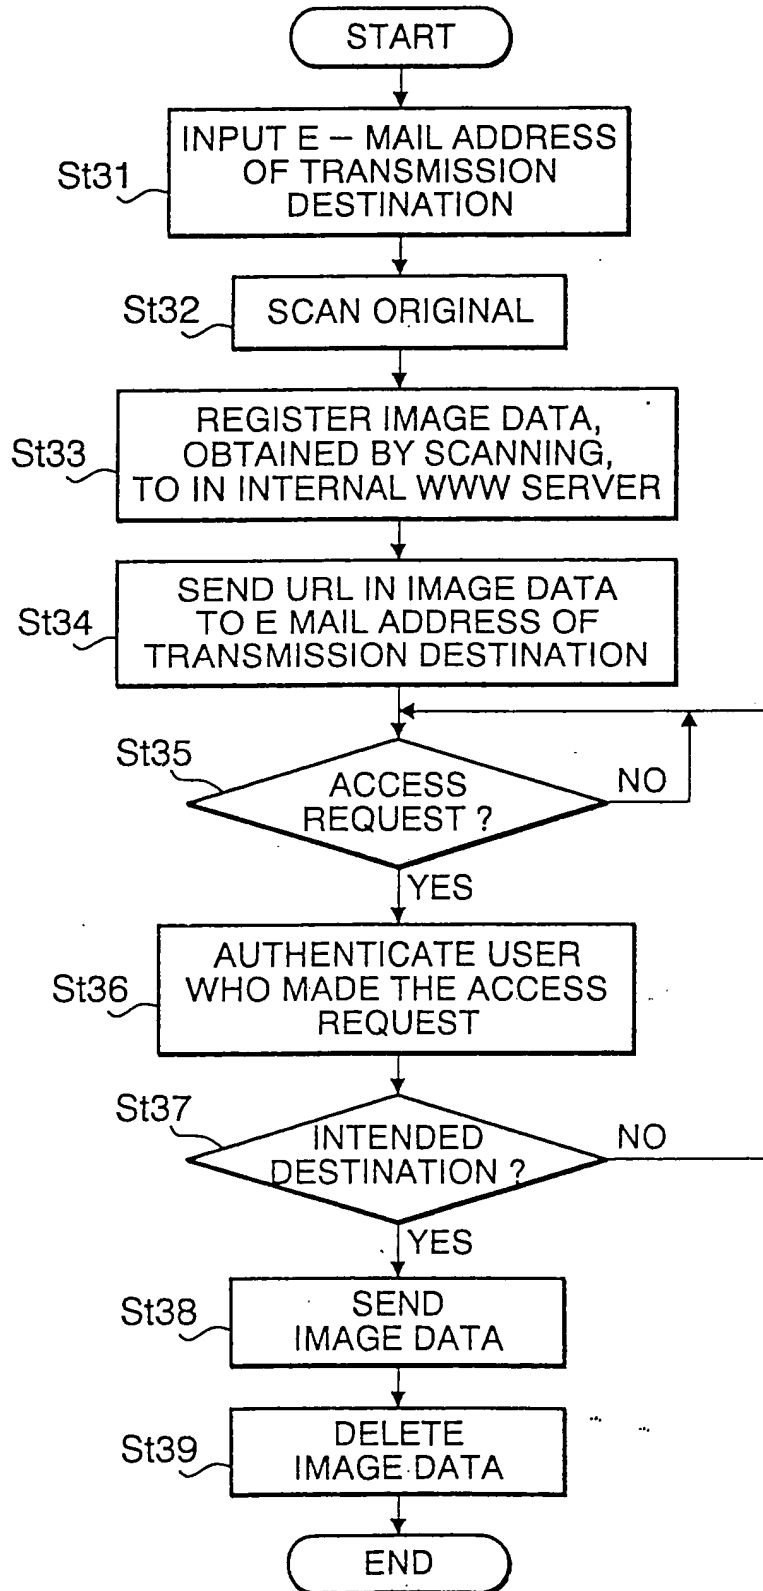 START
St31
INPUT E – MAIL ADDRESS
OF TRANSMISSION
DESTINATION
St32
SCAN ORIGINAL
St33
REGISTER IMAGE DATA,
OBTAINED BY SCANNING,
TO IN INTERNAL WWW SERVER
St34
SEND URL IN IMAGE DATA
TO E MAIL ADDRESS OF
TRANSMISSION DESTINATION
St35
ACCESS
REQUEST ?
NO
YES
St36
AUTHENTICATE USER
WHO MADE THE ACCESS
REQUEST
St37
INTENDED
DESTINATION ?
NO
YES
St38
SEND
IMAGE DATA
St39
DELETE
IMAGE DATA
END